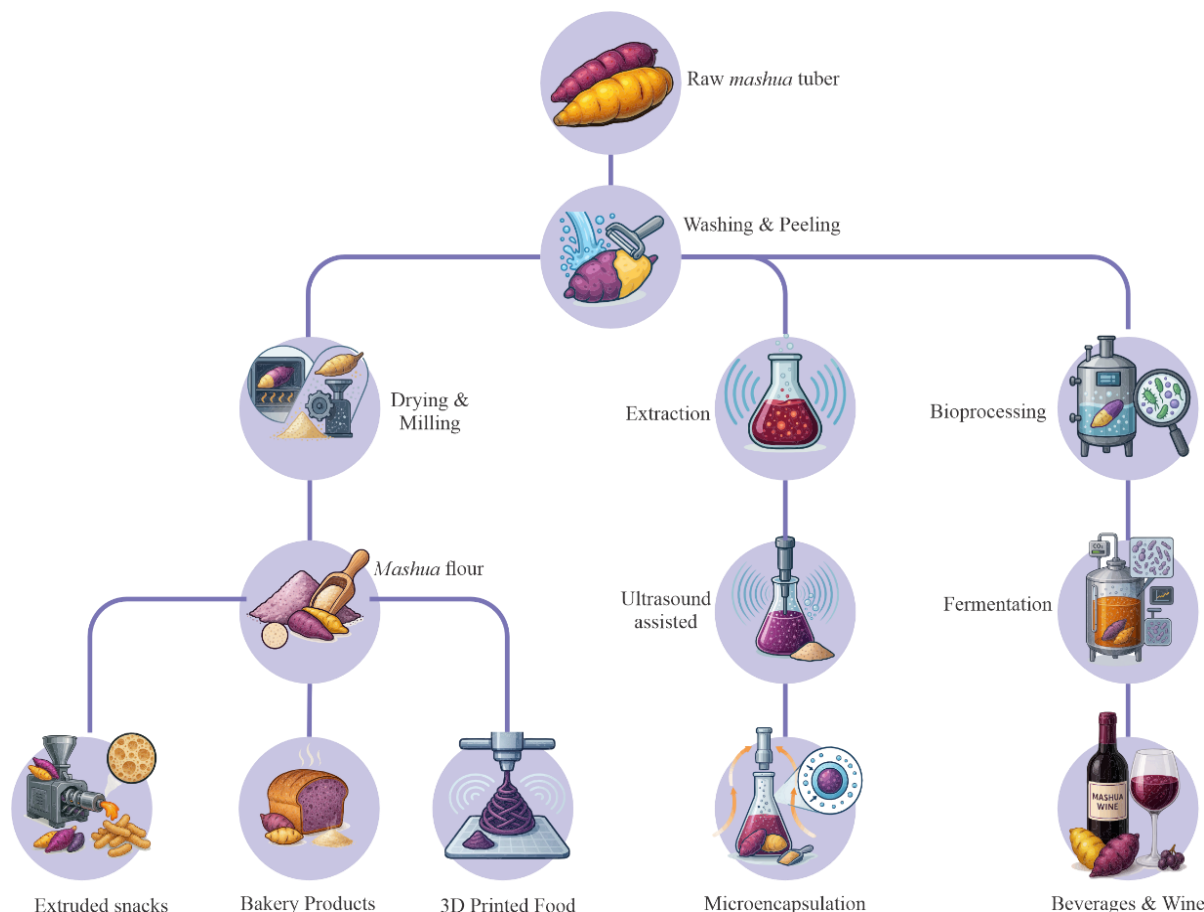 Raw mashua tuber
Washing & Peeling
Drying &
Milling
Extraction
Bioprocessing
CO₂
Mashua flour
Ultrasound
assisted
Fermentation
MASHUA
WINE
Extruded snacks
Bakery Products
3D Printed Food
Microencapsulation
Beverages & Wine